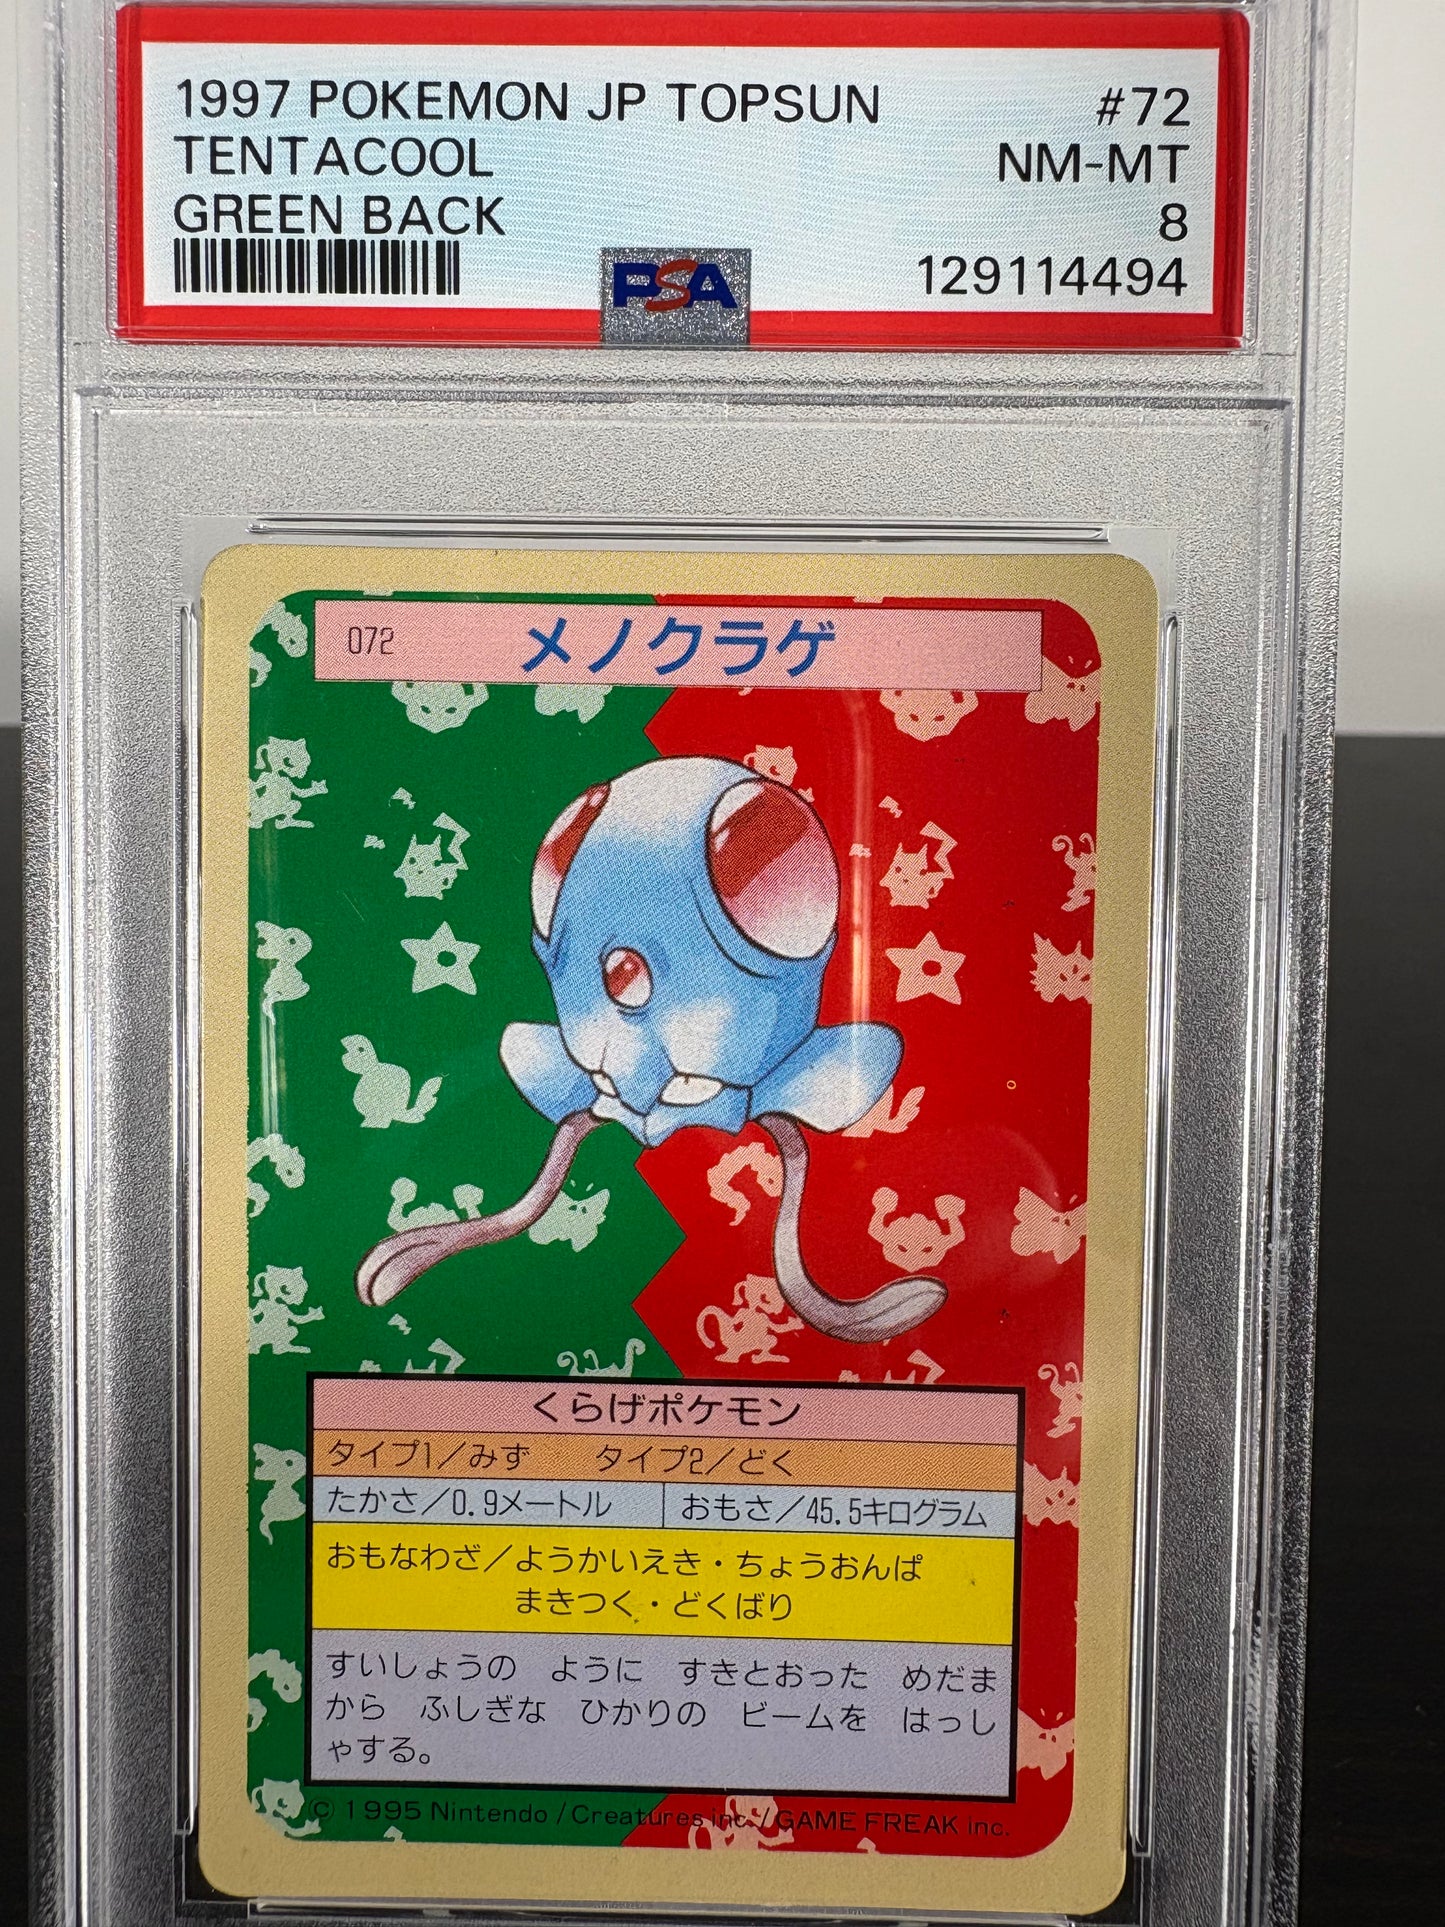 1997 POKEMON JP TOPSUN #72
TENTACOOL NM-MT
GREEN BACK 8
PSA 129114494
072 メノクラゲ
くらげポケモン
タイプ1／みず タイプ2／どく
たかさ／0.9メートル おもさ／45.5キログラム
おもなわざ／ようかいえき・ちょうおんぱ
まきつく・どくばり
すいしょうの ように すきとおった めだま
から ふしぎな ひかりの ビームを はっし
ゃする。
© 1995 Nintendo / Creatures inc. / GAME FREAK inc.